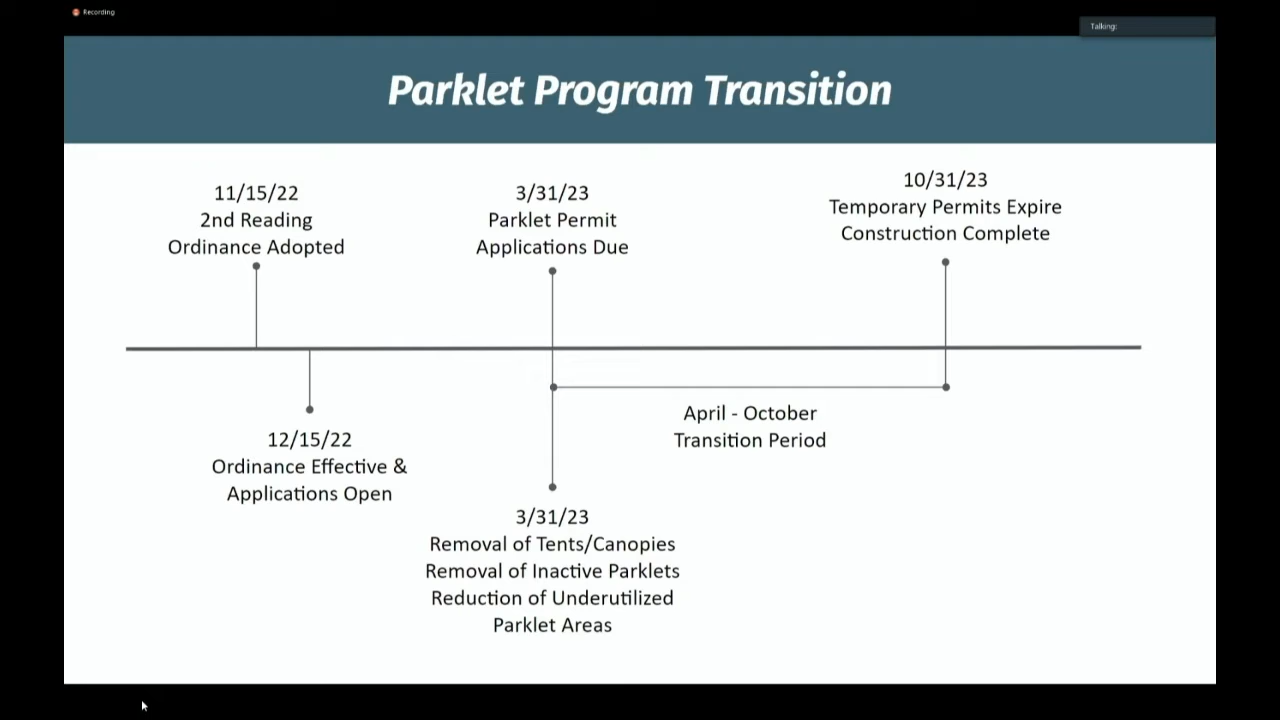 Recording
Talking:
Parklet Program Transition
11/15/22
2nd Reading
Ordinance Adopted
3/31/23
Parklet Permit
Applications Due
10/31/23
Temporary Permits Expire
Construction Complete
12/15/22
Ordinance Effective &
Applications Open
April - October
Transition Period
3/31/23
Removal of Tents/Canopies
Removal of Inactive Parklets
Reduction of Underutilized
Parklet Areas